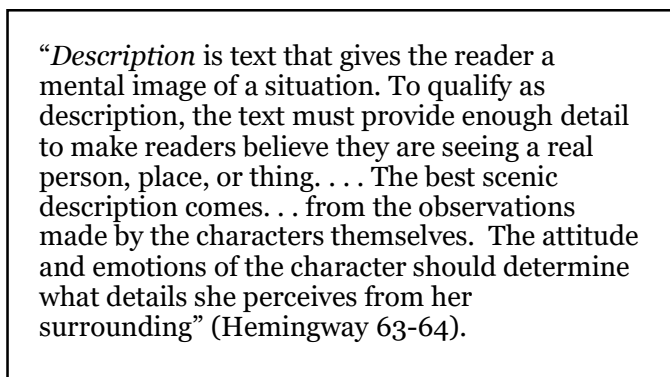 “Description is text that gives the reader a
mental image of a situation. To qualify as
description, the text must provide enough detail
to make readers believe they are seeing a real
person, place, or thing. . . . The best scenic
description comes. . . from the observations
made by the characters themselves.  The attitude
and emotions of the character should determine
what details she perceives from her
surrounding” (Hemingway 63-64).